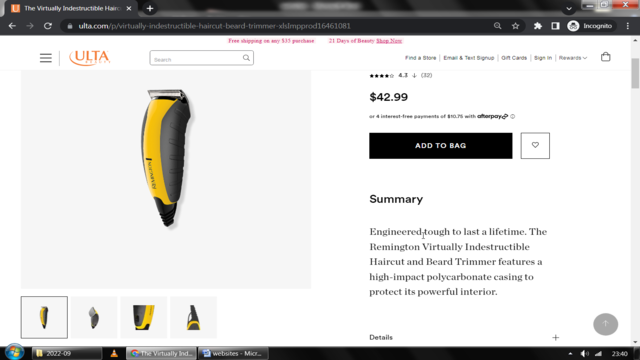 The Virtually Indestructible Hairc
ulta.com/p/virtually-indestructible-haircut-beard-trimmer-xlsImpprod16461081
Incognito
Free shipping on any $35 purchase 21 Days of Beauty Shop Now
ULTA
BEAUTY
Search
Find a Store
Email & Text Signup
Gift Cards
Sign In
Rewards
4.3 (32)
$42.99
or 4 interest-free payments of $10.75 with afterpay
ADD TO BAG
REMINGTON
Summary
Engineered tough to last a lifetime. The
Remington Virtually Indestructible
Haircut and Beard Trimmer features a
high-impact polycarbonate casing to
protect its powerful interior.
Details
2022-09
The Virtually Ind...
websites - Micr...
23:40